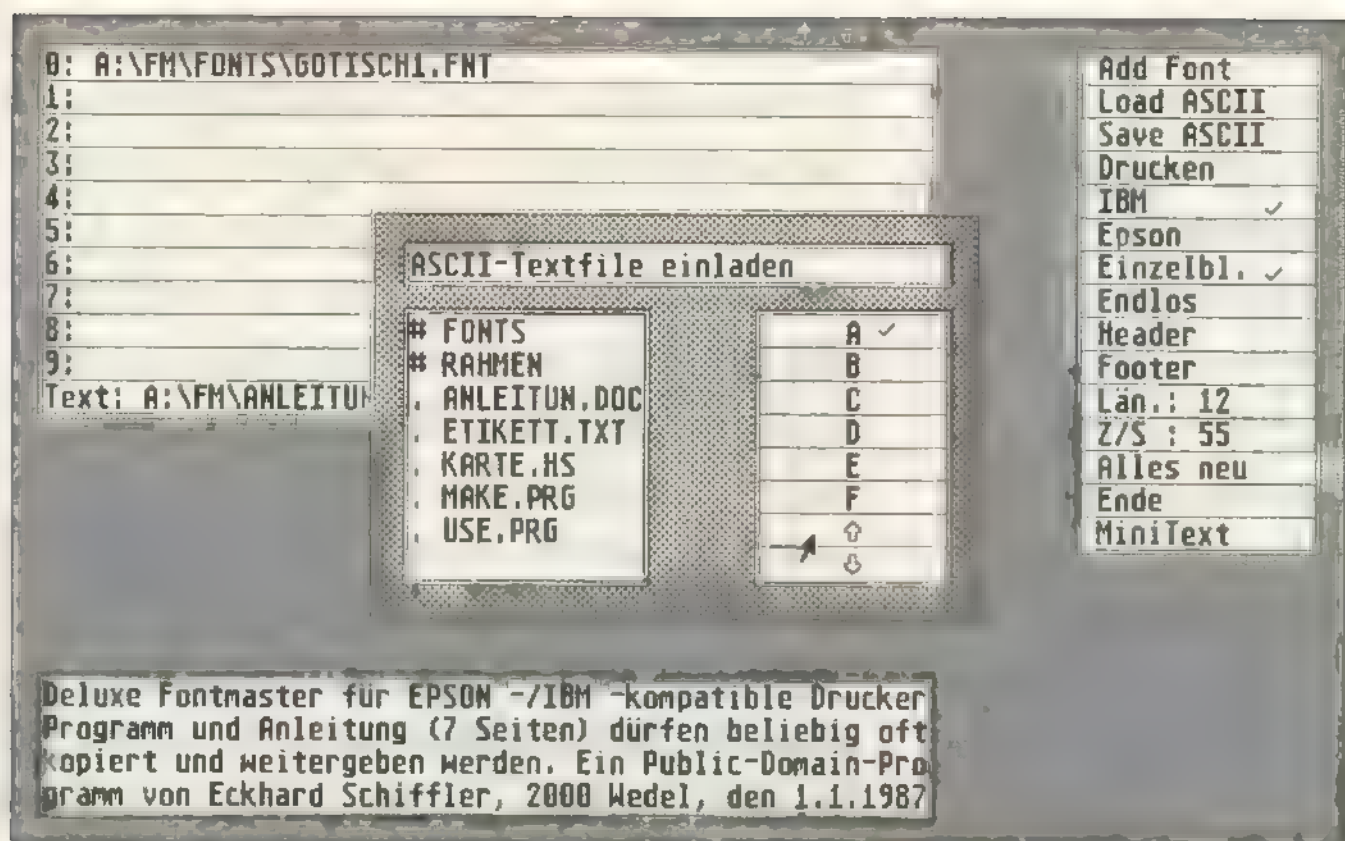 0: A:\FM\FONTS\GOTISCH1.FNT
1:
2:
3:
4:
5:
6:
7:
8:
9:
Text: A:\FM\ANLEITUN
ASCII-Textfile einladen
# FONTS
# RAHMEN
. ANLEITUN.DOC
. ETIKETT.TXT
. KARTE.HS
. MAKE.PRG
. USE.PRG
A ✓
B
C
D
E
F
⇧
⇩
Add Font
Load ASCII
Save ASCII
Drucken
IBM ✓
Epson
Einzelbl. ✓
Endlos
Header
Footer
Län.: 12
Z/S : 55
Alles neu
Ende
MiniText
Deluxe Fontmaster für EPSON -/IBM -kompatible Drucker
Programm und Anleitung (7 Seiten) dürfen beliebig oft
kopiert und weitergeben werden. Ein Public-Domain-Pro
gramm von Eckhard Schiffler, 2000 Wedel, den 1.1.1987